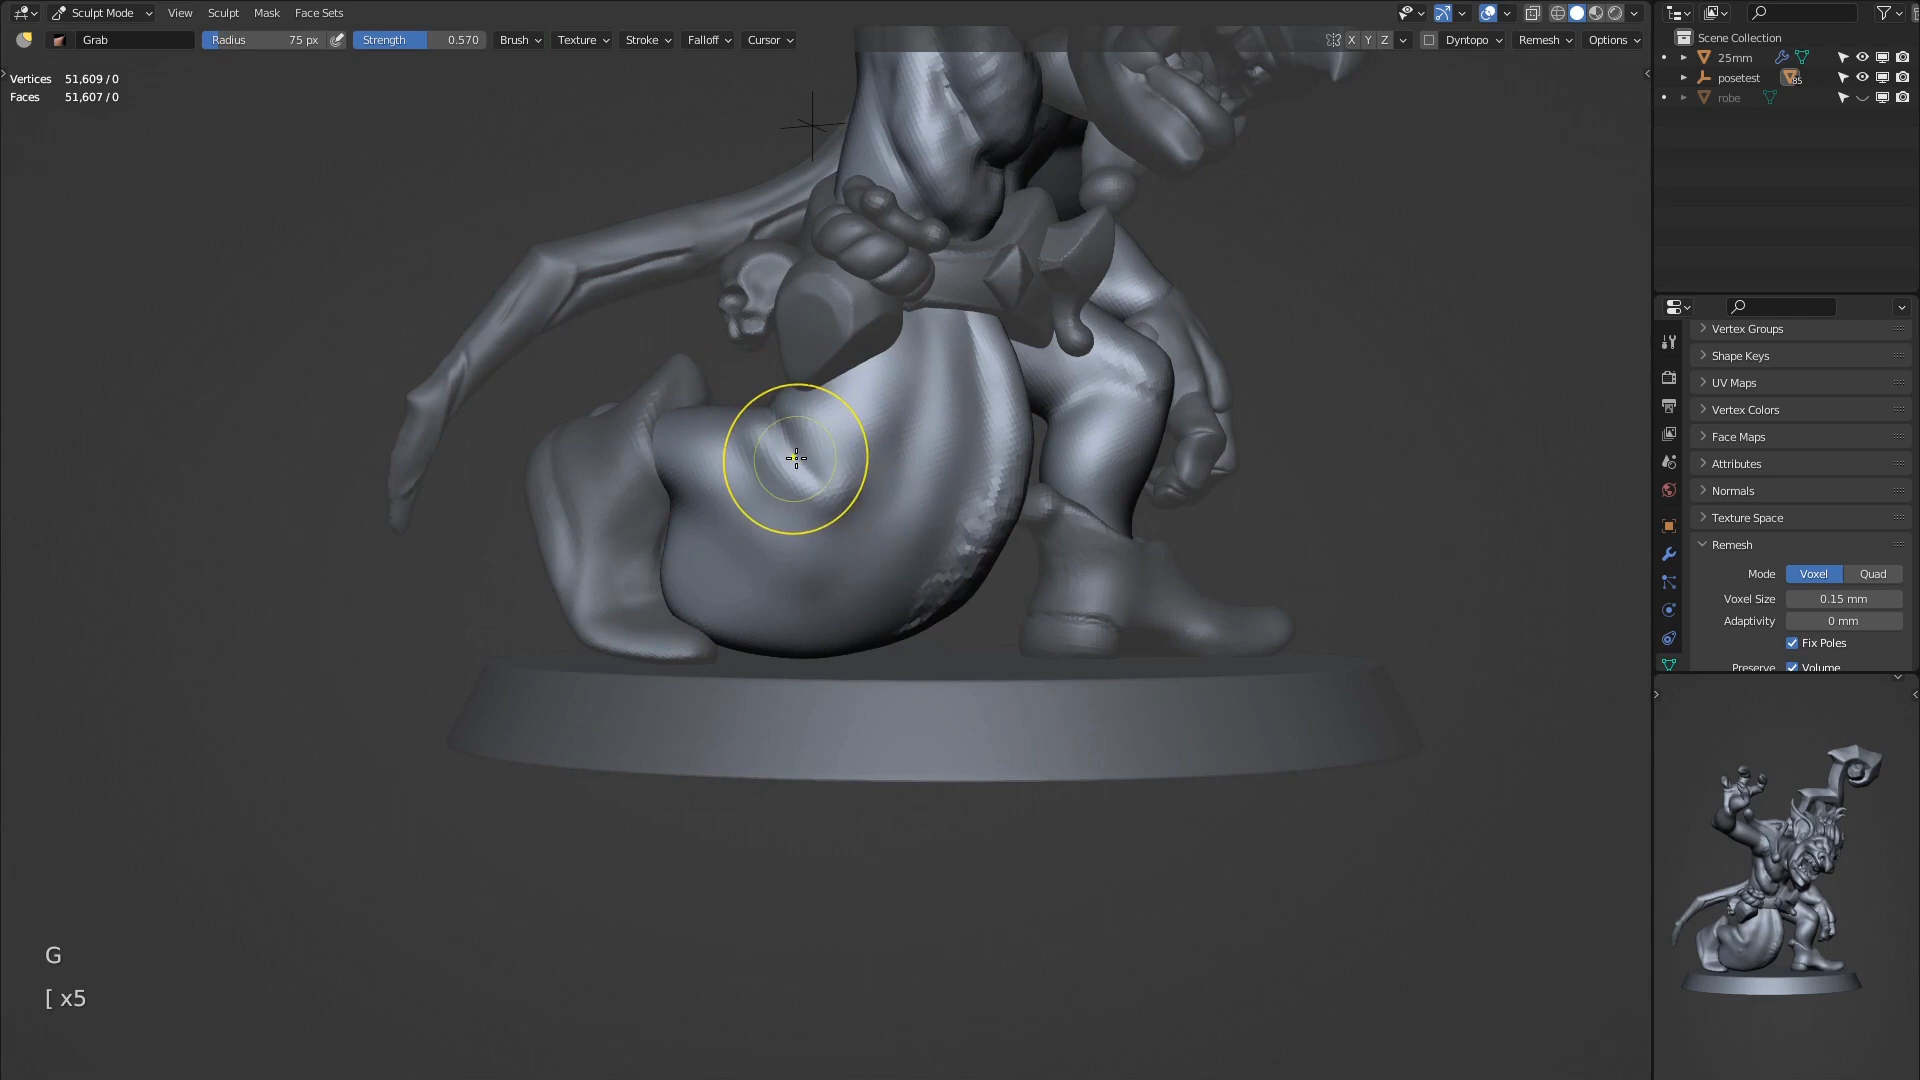 Sculpt Mode View Sculpt Mask Face Sets
Grab Radius 75 px Strength 0.570 Brush Texture Stroke Falloff Cursor X Y Z Dyntopo Remesh Options
Vertices 51,609 / 0
Faces 51,607 / 0
G
[ x5
Scene Collection
25mm
posetest 85
robe
Vertex Groups
Shape Keys
UV Maps
Vertex Colors
Face Maps
Attributes
Normals
Texture Space
Remesh
Mode Voxel Quad
Voxel Size 0.15 mm
Adaptivity 0 mm
Fix Poles
Preserve Volume